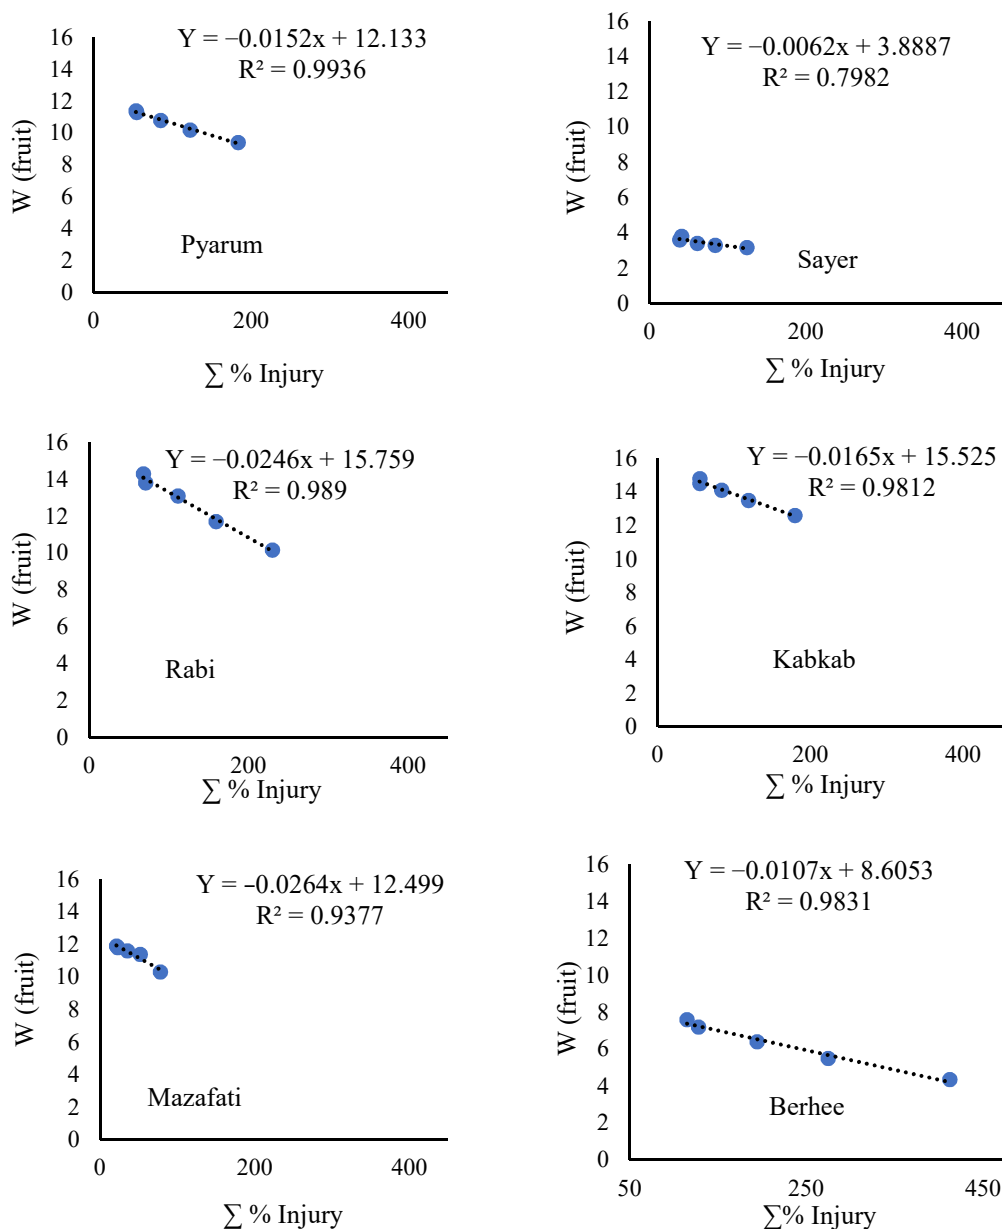 Y = −0.0152x + 12.133
R² = 0.9936
16
14
12
10
8
6
4
2
0
W (fruit)
Pyarum
0 200 400
∑ % Injury
Y = −0.0062x + 3.8887
R² = 0.7982
16
14
12
10
8
6
4
2
0
W (fruit)
Sayer
0 200 400
∑ % Injury
Y = −0.0246x + 15.759
R² = 0.989
16
14
12
10
8
6
4
2
0
W (fruit)
Rabi
0 200 400
∑ % Injury
Y = −0.0165x + 15.525
R² = 0.9812
16
14
12
10
8
6
4
2
0
W (fruit)
Kabkab
0 200 400
∑ % Injury
Y = −0.0264x + 12.499
R² = 0.9377
16
14
12
10
8
6
4
2
0
W (fruit)
Mazafati
0 200 400
∑ % Injury
Y = −0.0107x + 8.6053
R² = 0.9831
16
14
12
10
8
6
4
2
0
W (fruit)
Berhee
50 250 450
∑% Injury